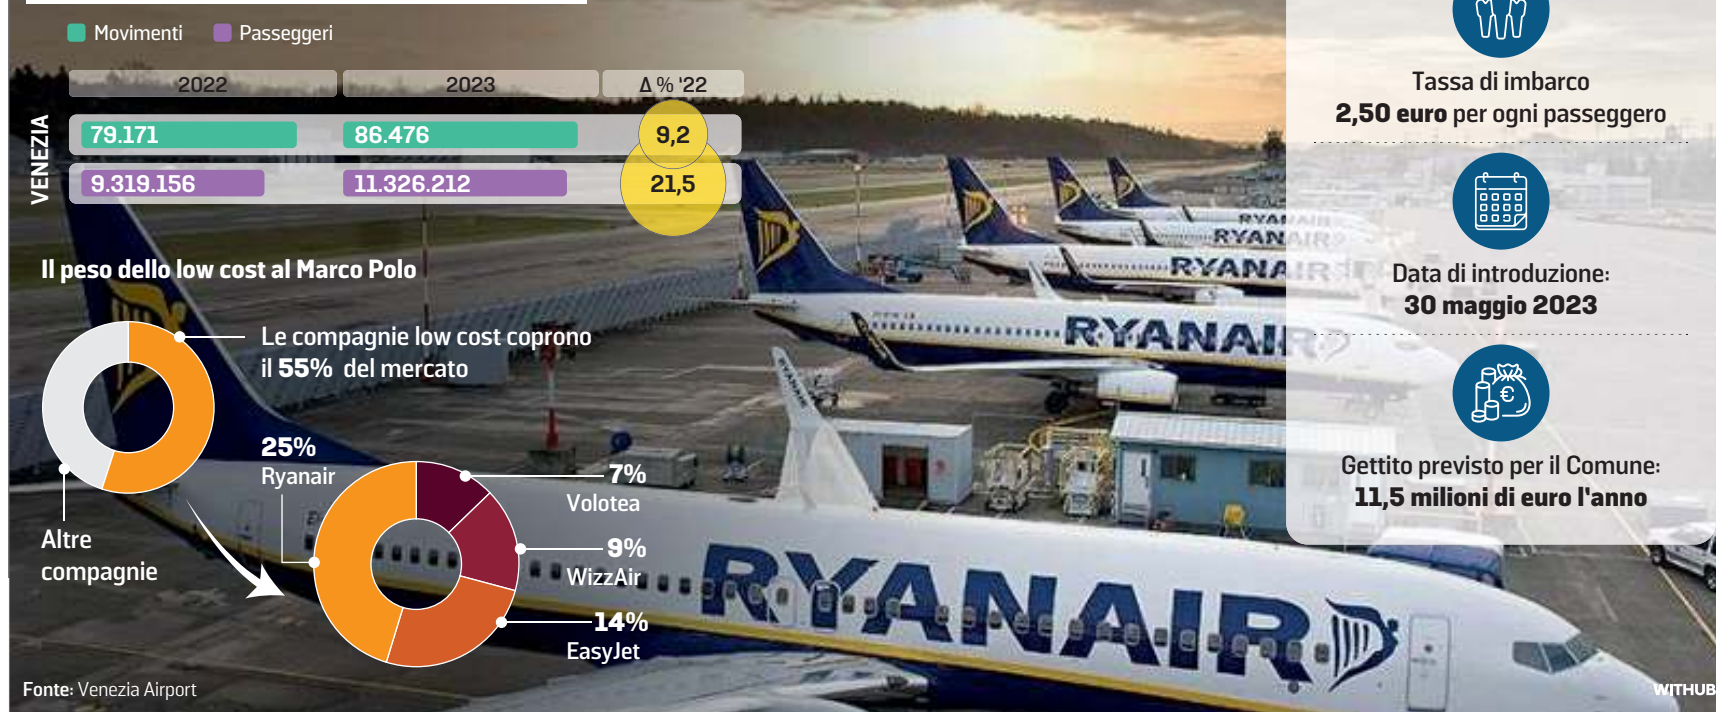 Movimenti
Passeggeri
2022
2023
Δ % '22
VENEZIA
79.171
86.476
9,2
9.319.156
11.326.212
21,5
Il peso dello low cost al Marco Polo
Le compagnie low cost coprono
il 55% del mercato
Altre
compagnie
25%
Ryanair
7%
Volotea
9%
WizzAir
14%
EasyJet
Fonte: Venezia Airport
Tassa di imbarco
2,50 euro per ogni passeggero
Data di introduzione:
30 maggio 2023
€
Gettito previsto per il Comune:
11,5 milioni di euro l'anno
RYANAIR
RYANAIR
RYANAIR
RYANAIR
RYANAIR
RYANAIR
WITHUB